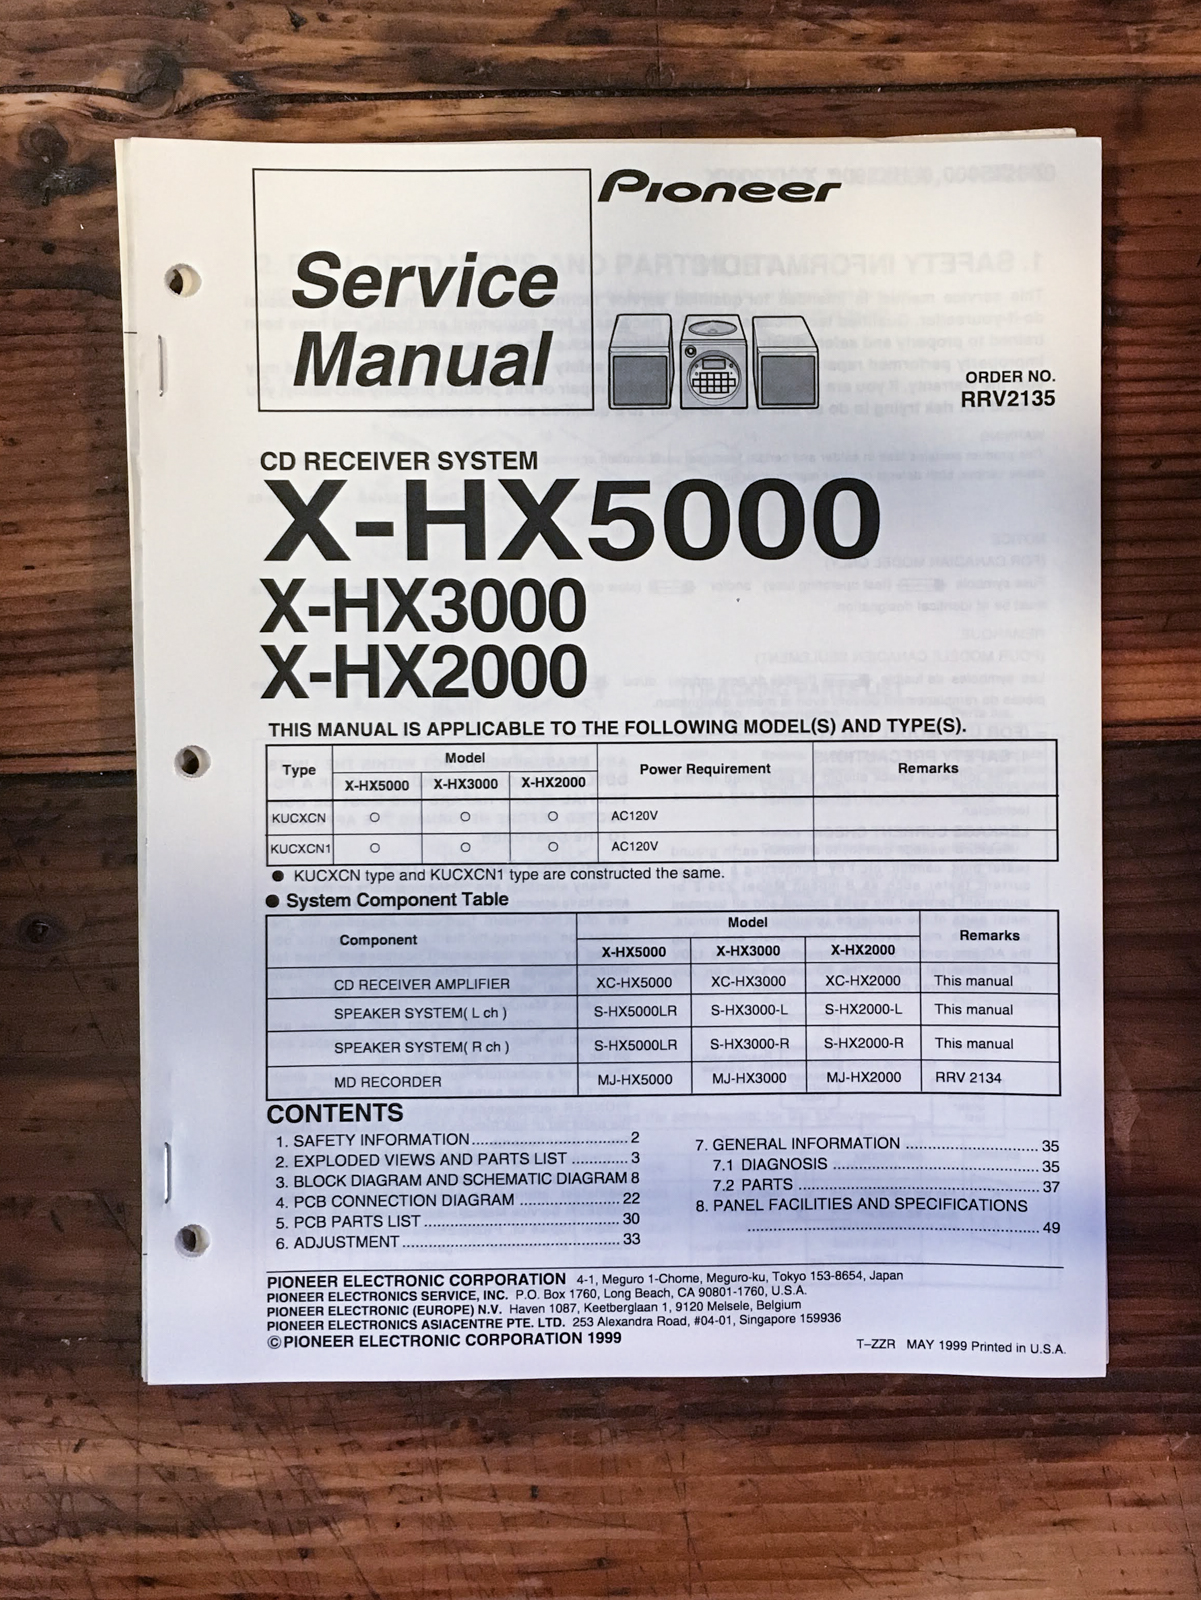 Pioneer
Service
Manual
ORDER NO.
RRV2135
CD RECEIVER SYSTEM
X-HX5000
X-HX3000
X-HX2000
THIS MANUAL IS APPLICABLE TO THE FOLLOWING MODEL(S) AND TYPE(S).
Type Model Power Requirement Remarks
X-HX5000 X-HX3000 X-HX2000
KUCXCN ○ ○ ○ AC120V
KUCXCN1 ○ ○ ○ AC120V
● KUCXCN type and KUCXCN1 type are constructed the same.
● System Component Table
Component Model Remarks
X-HX5000 X-HX3000 X-HX2000
CD RECEIVER AMPLIFIER XC-HX5000 XC-HX3000 XC-HX2000 This manual
SPEAKER SYSTEM( L ch ) S-HX5000LR S-HX3000-L S-HX2000-L This manual
SPEAKER SYSTEM( R ch ) S-HX5000LR S-HX3000-R S-HX2000-R This manual
MD RECORDER MJ-HX5000 MJ-HX3000 MJ-HX2000 RRV 2134
CONTENTS
1. SAFETY INFORMATION .......... 2
2. EXPLODED VIEWS AND PARTS LIST .......... 3
3. BLOCK DIAGRAM AND SCHEMATIC DIAGRAM 8
4. PCB CONNECTION DIAGRAM .......... 22
5. PCB PARTS LIST .......... 30
6. ADJUSTMENT .......... 33
7. GENERAL INFORMATION .......... 35
7.1 DIAGNOSIS .......... 35
7.2 PARTS .......... 37
8. PANEL FACILITIES AND SPECIFICATIONS
.......... 49
PIONEER ELECTRONIC CORPORATION 4-1, Meguro 1-Chome, Meguro-ku, Tokyo 153-8654, Japan
PIONEER ELECTRONICS SERVICE, INC. P.O. Box 1760, Long Beach, CA 90801-1760, U.S.A.
PIONEER ELECTRONIC (EUROPE) N.V. Haven 1087, Keetberglaan 1, 9120 Melsele, Belgium
PIONEER ELECTRONICS ASIACENTRE PTE. LTD. 253 Alexandra Road, #04-01, Singapore 159936
©PIONEER ELECTRONIC CORPORATION 1999
T–ZZR MAY 1999 Printed in U.S.A.